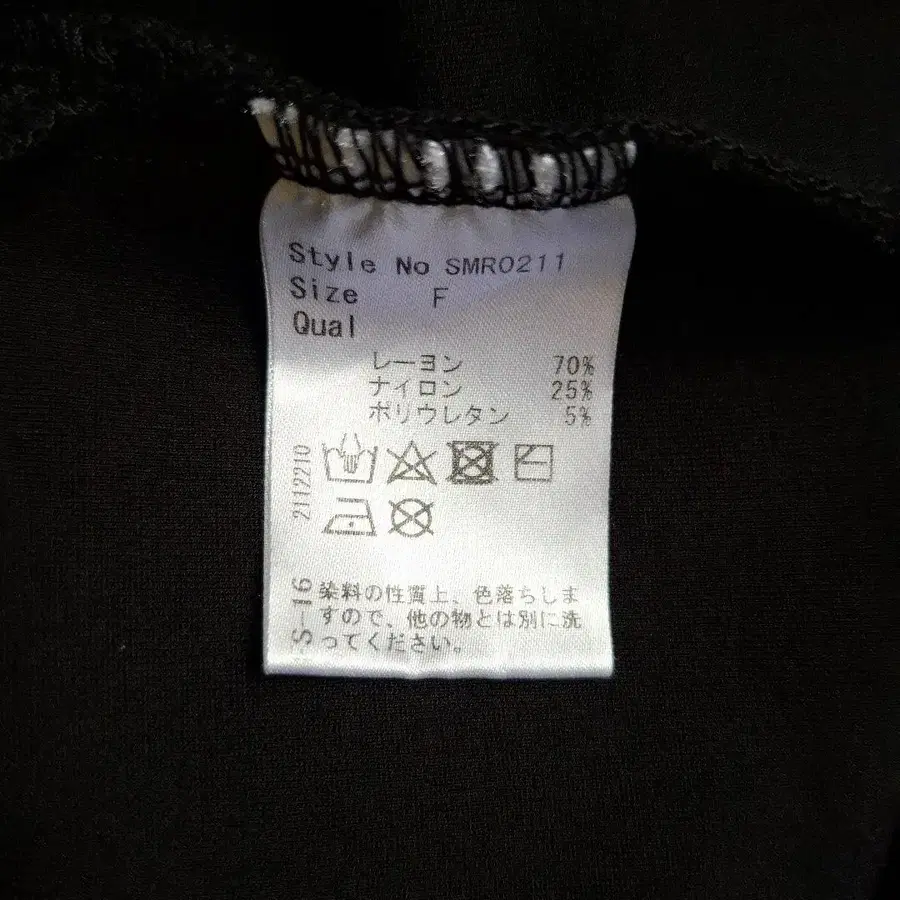 Style No SMR0211
Size F
Qual
レーヨン 70%
ナイロン 25%
ポリウレタン 5%
2112210
S-16
染料の性質上、色落ちしま
すので、他の物とは別に洗
ってください。